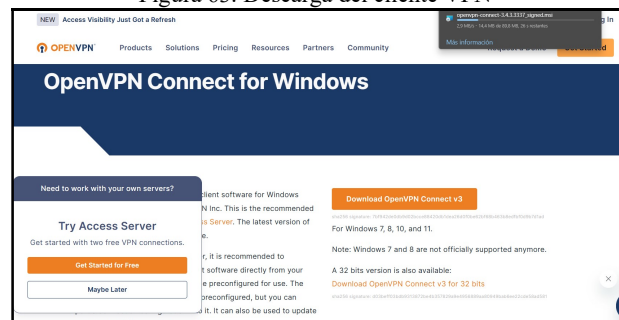 Figura 65. Descarga del cliente VPN
NEW Access Visibility Just Got a Refresh
openvpn-connect-3.4.3.3337_signed.msi
Más información
OPENVPN Products Solutions Pricing Resources Partners Community
OpenVPN Connect for Windows
Need to work with your own servers?
Try Access Server
Get started with two free VPN connections.
Get Started for Free
Maybe Later
client software for Windows
N Inc. This is the recommended
ss Server. The latest version of
e.
r, it is recommended to
t software directly from your
e preconfigured for use. The
preconfigured, but you can
it. It can also be used to update
Download OpenVPN Connect v3
For Windows 7, 8, 10, and 11.
Note: Windows 7 and 8 are not officially supported anymore.
A 32 bits version is also available:
Download OpenVPN Connect v3 for 32 bits